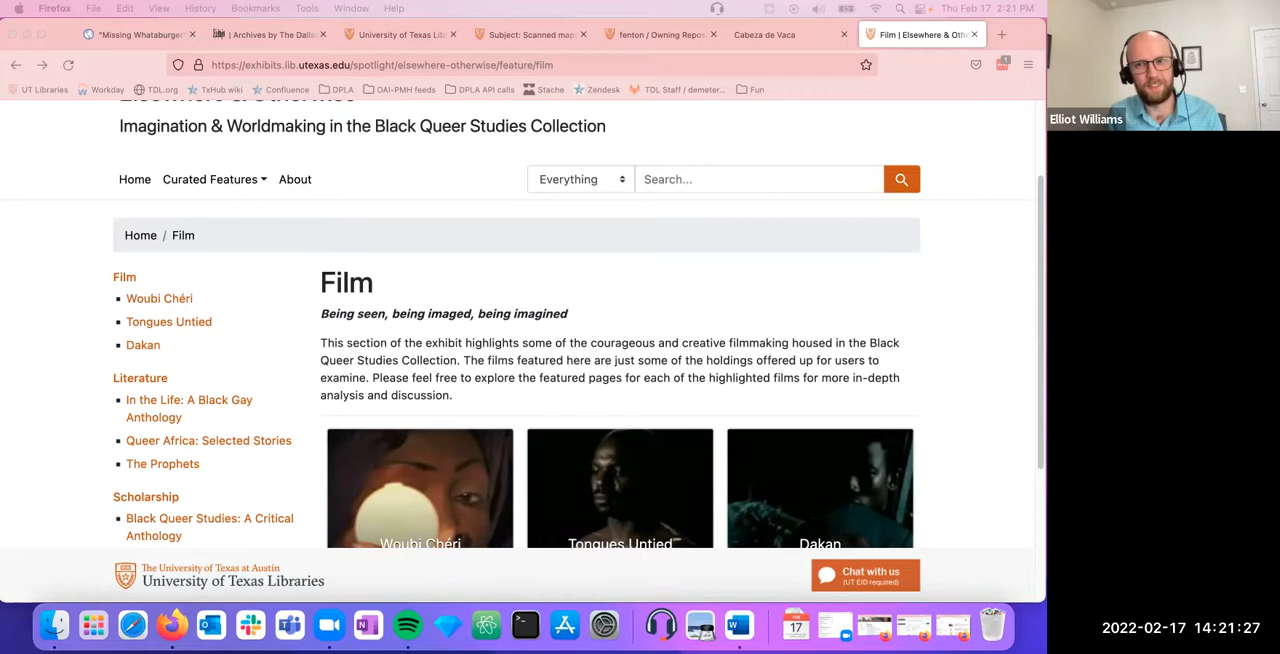 Firefox File Edit View History Bookmarks Tools Window Help Thu Feb 17 2:21 PM
"Missing Whataburger" | Archives by The Dalla University of Texas Lib Subject: Scanned map fenton / Owning Repos Cabeza de Vaca Film | Elsewhere & Oth
https://exhibits.lib.utexas.edu/spotlight/elsewhere-otherwise/feature/film
UT Libraries Workday TDL.org TxHub wiki Confluence DPLA OAI-PMH feeds DPLA API calls Stache Zendesk TDL Staff / demeter... Fun
Elsewhere & Otherwise
Imagination & Worldmaking in the Black Queer Studies Collection
Home Curated Features About
Everything Search...
Home / Film
Film
Woubi Chéri
Tongues Untied
Dakan
Literature
In the Life: A Black Gay
Anthology
Queer Africa: Selected Stories
The Prophets
Scholarship
Black Queer Studies: A Critical
Anthology
Film
Being seen, being imaged, being imagined
This section of the exhibit highlights some of the courageous and creative filmmaking housed in the Black
Queer Studies Collection. The films featured here are just some of the holdings offered up for users to
examine. Please feel free to explore the featured pages for each of the highlighted films for more in-depth
analysis and discussion.
Woubi Chéri
Tongues Untied
Dakan
The University of Texas at Austin
University of Texas Libraries
Chat with us
(UT EID required)
FEB
17
Elliot Williams
2022-02-17 14:21:27